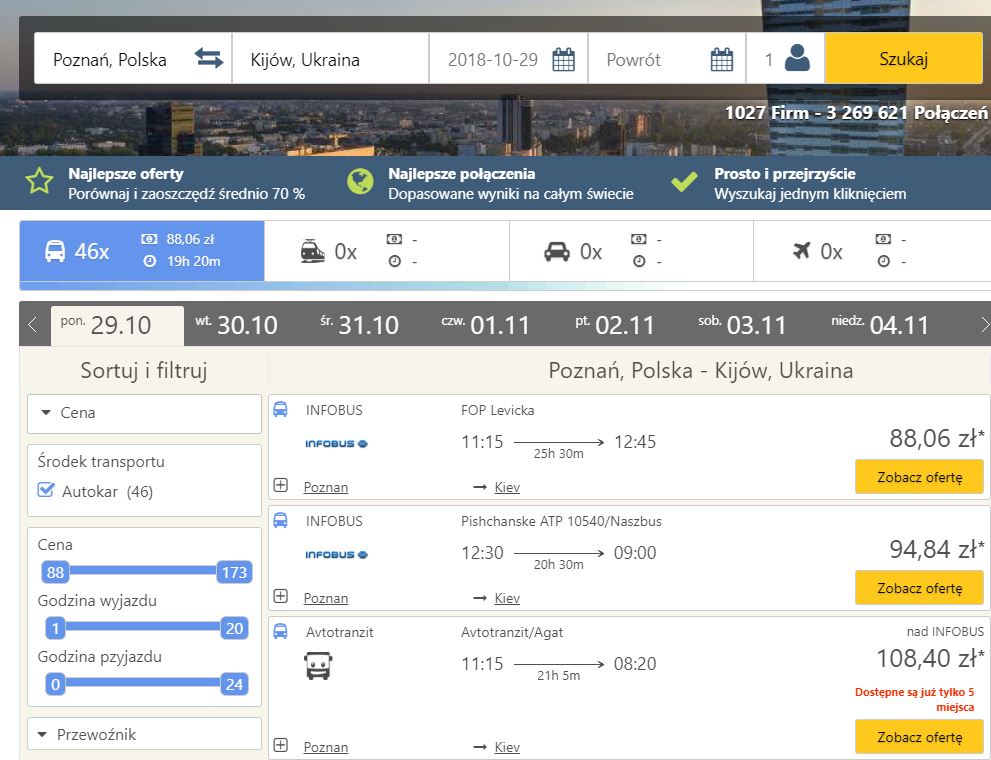 Poznań, Polska
Kijów, Ukraina
2018-10-29
Powrót
1
Szukaj
1027 Firm - 3 269 621 Połączeń
Najlepsze oferty
Porównaj i zaoszczędź średnio 70 %
Najlepsze połączenia
Dopasowane wyniki na całym świecie
Prosto i przejrzyście
Wyszukaj jednym kliknięciem
46x
88,06 zł
19h 20m
0x
-
-
0x
-
-
0x
-
-
pon. 29.10
wt. 30.10
śr. 31.10
czw. 01.11
pt. 02.11
sob. 03.11
niedz. 04.11
Sortuj i filtruj
Cena
Środek transportu
Autokar (46)
Cena
88 173
Godzina wyjazdu
1 20
Godzina pzyjazdu
0 24
Przewoźnik
Poznań, Polska - Kijów, Ukraina
INFOBUS
FOP Levicka
INFOBUS
11:15 12:45
25h 30m
88,06 zł*
Zobacz ofertę
Poznan → Kiev
INFOBUS
Pishchanske ATP 10540/Naszbus
INFOBUS
12:30 09:00
20h 30m
94,84 zł*
Zobacz ofertę
Poznan → Kiev
Avtotranzit
Avtotranzit/Agat
nad INFOBUS
11:15 08:20
21h 5m
108,40 zł*
Dostępne są już tylko 5
miejsca
Zobacz ofertę
Poznan → Kiev